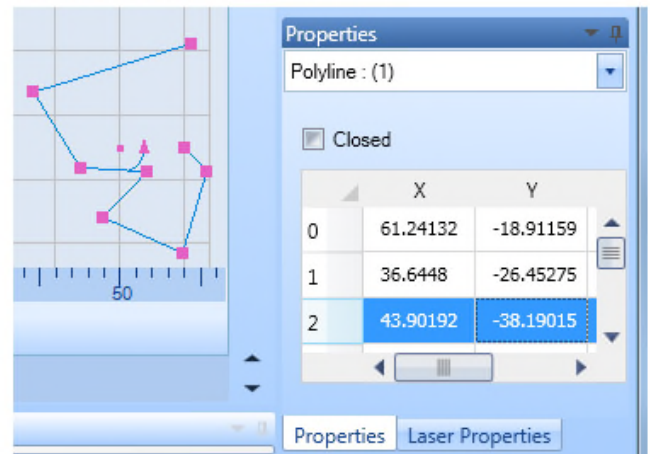 Properties
Polyline : (1)
Closed
X Y
0 61.24132 -18.91159
1 36.6448 -26.45275
2 43.90192 -38.19015
50
Properties Laser Properties